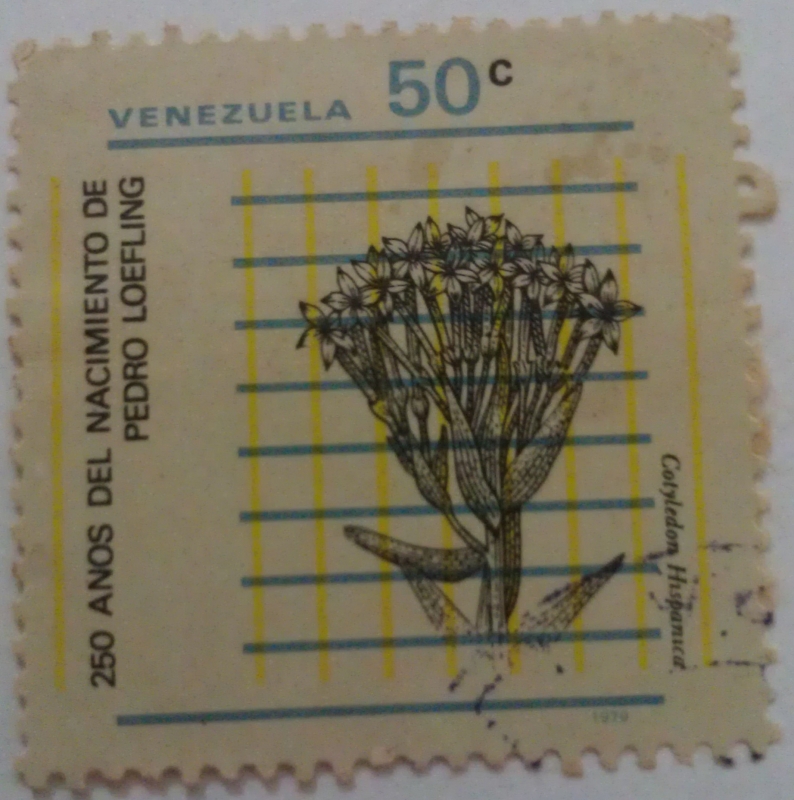 VENEZUELA 50c
250 ANOS DEL NACIMIENTO DE
PEDRO LOEFLING
Cotyledon Hispanica
1979